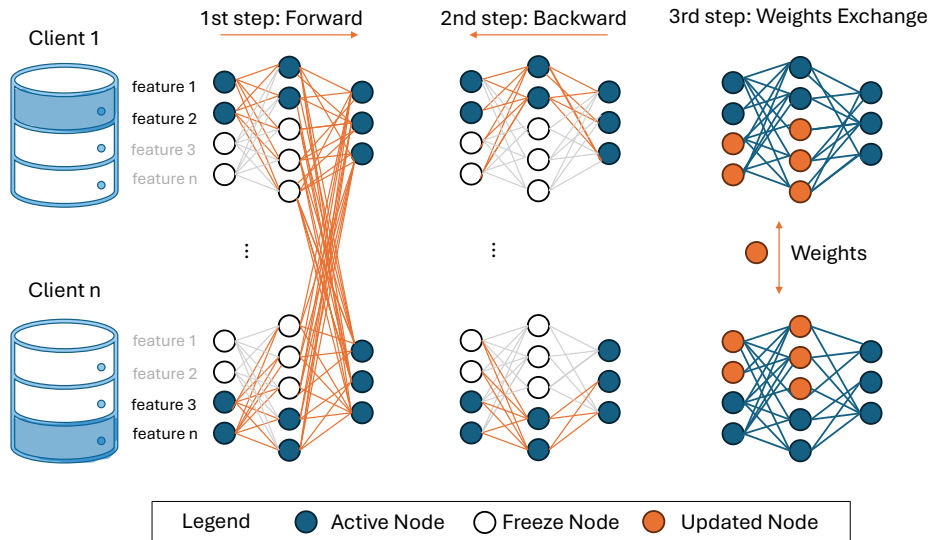 1st step: Forward
2nd step: Backward
3rd step: Weights Exchange
Client 1
feature 1
feature 2
feature 3
feature n
...
...
Weights
Client n
feature 1
feature 2
feature 3
feature n
Legend
Active Node
Freeze Node
Updated Node